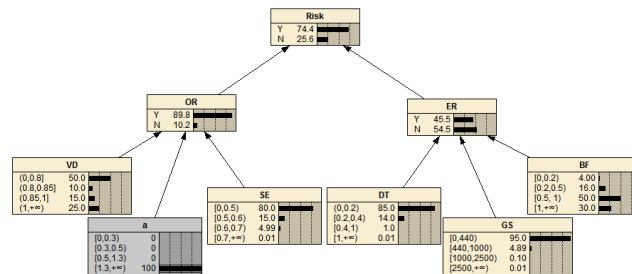 Risk
Y 74.4
N 25.6
OR
Y 89.8
N 10.2
ER
Y 45.5
N 54.5
VD
(0,0.8] 50.0
(0.8,0.85] 10.0
(0.85,1] 15.0
(1,+∞) 25.0
a
[0,0.3) 0
[0.3,0.5) 0
[0.5,1.3) 0
[1.3,+∞) 100
SE
[0,0.5) 80.0
[0.5,0.6) 15.0
[0.6,0.7) 4.99
[0.7,+∞) 0.01
DT
(0,0.2) 85.0
[0.2,0.4) 14.0
[0.4,1) 1.0
[1,+∞) 0.01
GS
(0,440) 95.0
[440,1000) 4.89
[1000,2500) 0.10
[2500,+∞) 0.01
BF
(0,0.2) 4.00
[0.2,0.5) 16.0
[0.5, 1) 50.0
[1,+∞) 30.0